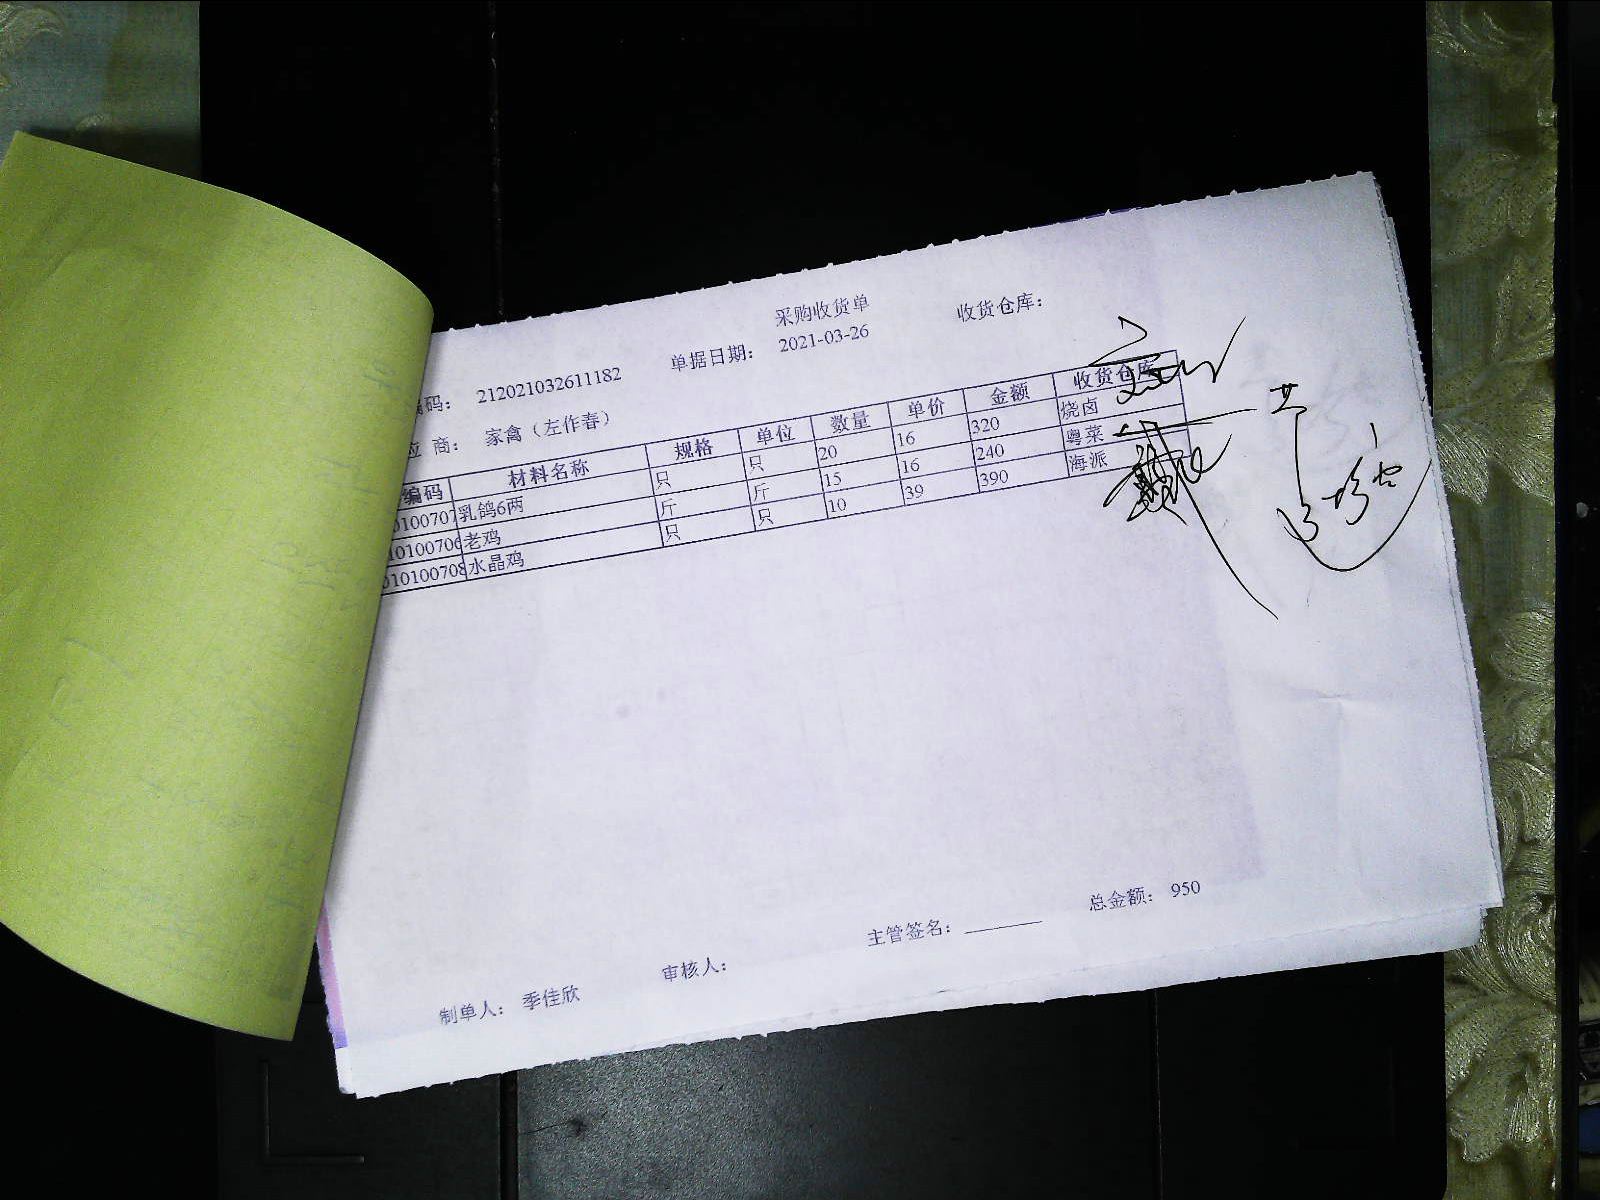 采购收货单
编码： 212021032611182 单据日期： 2021-03-26 收货仓库：
应 商： 家禽（左作春）
编码 材料名称 规格 单位 数量 单价 金额 收货仓库
0100707 乳鸽6两 只 只 20 16 320 烧卤
10100706 老鸡 斤 斤 15 16 240 粤菜
010100708 水晶鸡 只 只 10 39 390 海派
总金额： 950
制单人： 季佳欣 审核人： 主管签名：